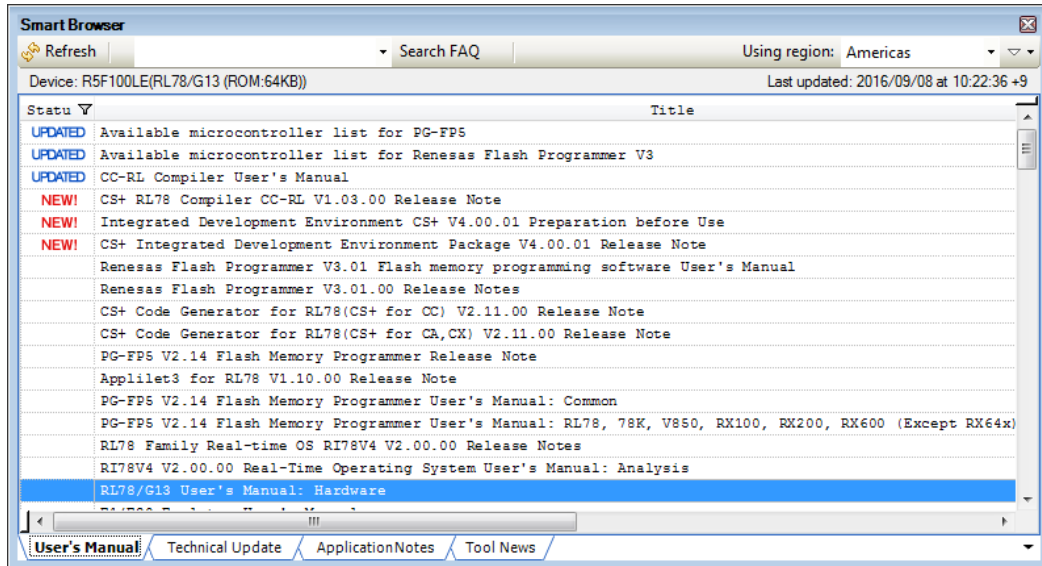 Smart Browser
Refresh Search FAQ Using region: Americas
Device: R5F100LE(RL78/G13 (ROM:64KB)) Last updated: 2016/09/08 at 10:22:36 +9
Statu Title
UPDATED Available microcontroller list for PG-FP5
UPDATED Available microcontroller list for Renesas Flash Programmer V3
UPDATED CC-RL Compiler User's Manual
NEW! CS+ RL78 Compiler CC-RL V1.03.00 Release Note
NEW! Integrated Development Environment CS+ V4.00.01 Preparation before Use
NEW! CS+ Integrated Development Environment Package V4.00.01 Release Note
Renesas Flash Programmer V3.01 Flash memory programming software User's Manual
Renesas Flash Programmer V3.01.00 Release Notes
CS+ Code Generator for RL78(CS+ for CC) V2.11.00 Release Note
CS+ Code Generator for RL78(CS+ for CA,CX) V2.11.00 Release Note
PG-FP5 V2.14 Flash Memory Programmer Release Note
Applilet3 for RL78 V1.10.00 Release Note
PG-FP5 V2.14 Flash Memory Programmer User's Manual: Common
PG-FP5 V2.14 Flash Memory Programmer User's Manual: RL78, 78K, V850, RX100, RX200, RX600 (Except RX64x)
RL78 Family Real-time OS RI78V4 V2.00.00 Release Notes
RI78V4 V2.00.00 Real-Time Operating System User's Manual: Analysis
RL78/G13 User's Manual: Hardware
User's Manual Technical Update ApplicationNotes Tool News